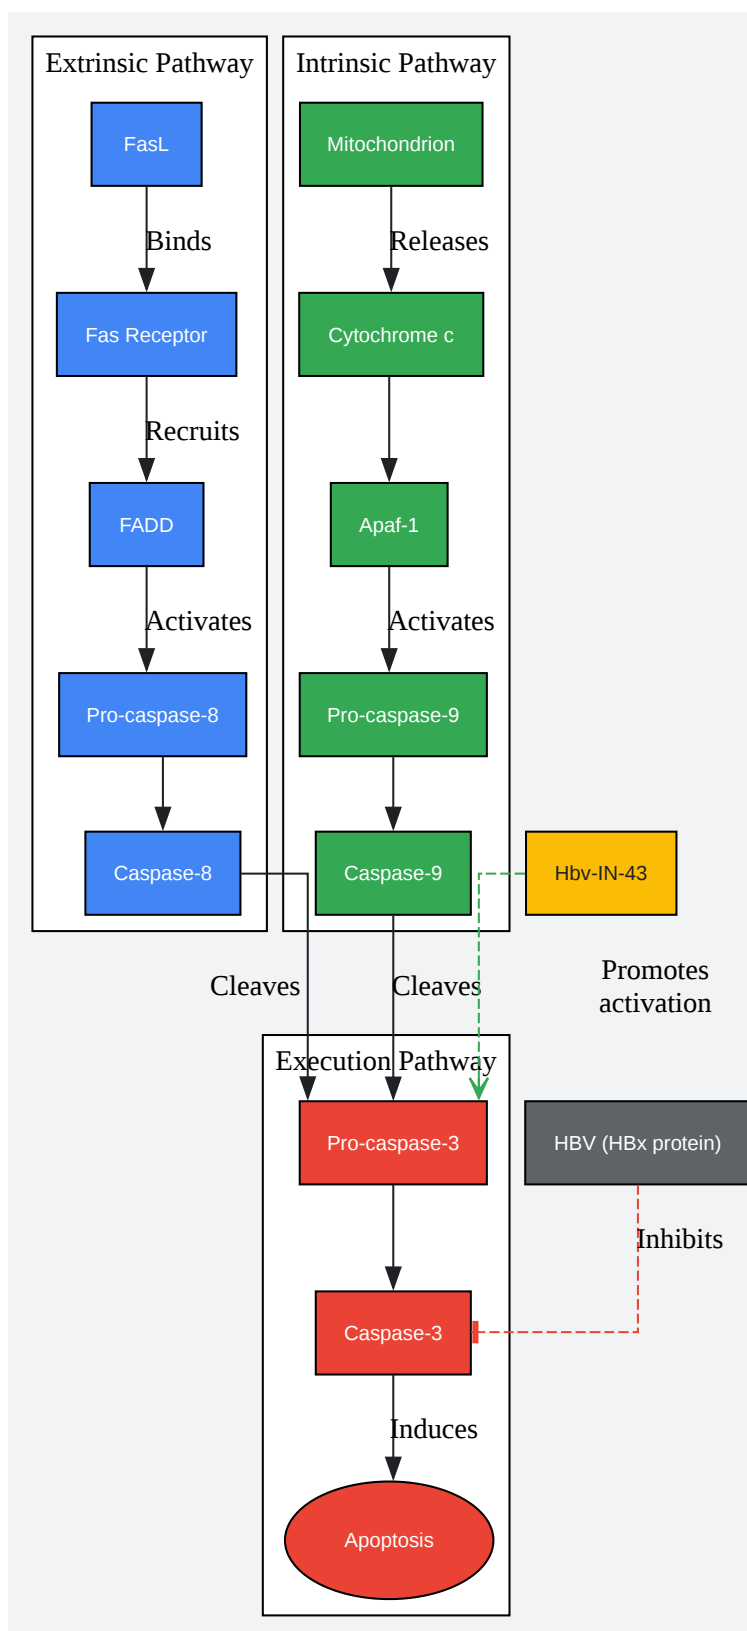 Extrinsic Pathway
FasL
Binds
Fas Receptor
Recruits
FADD
Activates
Pro-caspase-8
Caspase-8
Cleaves
Intrinsic Pathway
Mitochondrion
Releases
Cytochrome c
Apaf-1
Activates
Pro-caspase-9
Caspase-9
Cleaves
Hbv-IN-43
Promotes
activation
Execution Pathway
Pro-caspase-3
HBV (HBx protein)
Inhibits
Caspase-3
Induces
Apoptosis